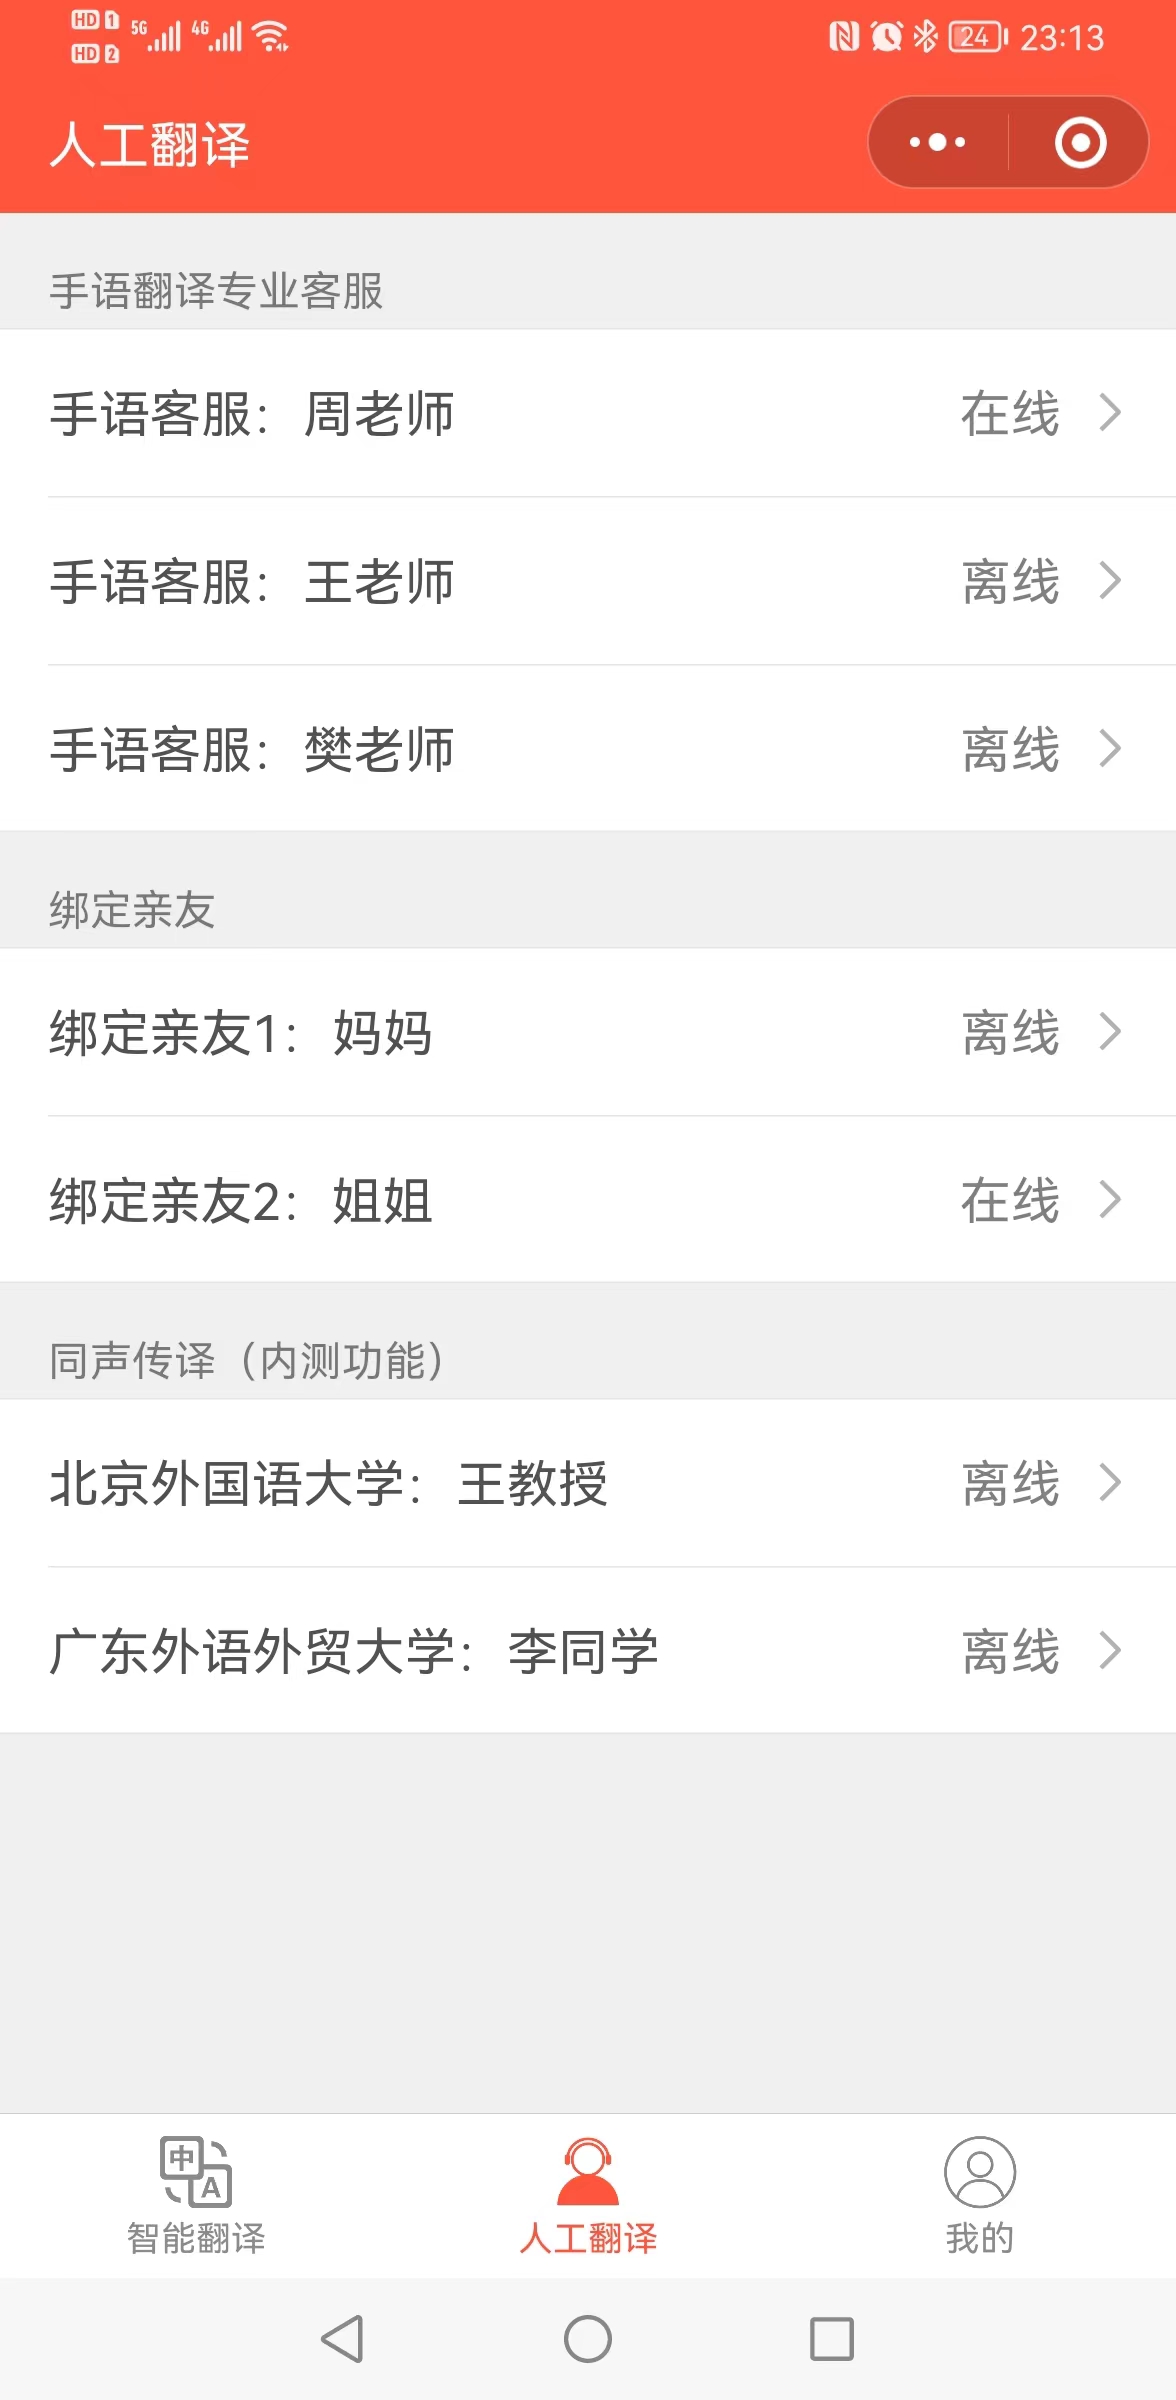 HD 1 5G 4G
HD 2
24 23:13
人工翻译
手语翻译专业客服
手语客服：周老师 在线
手语客服：王老师 离线
手语客服：樊老师 离线
绑定亲友
绑定亲友1：妈妈 离线
绑定亲友2：姐姐 在线
同声传译（内测功能）
北京外国语大学：王教授 离线
广东外语外贸大学：李同学 离线
中 A
智能翻译 人工翻译 我的